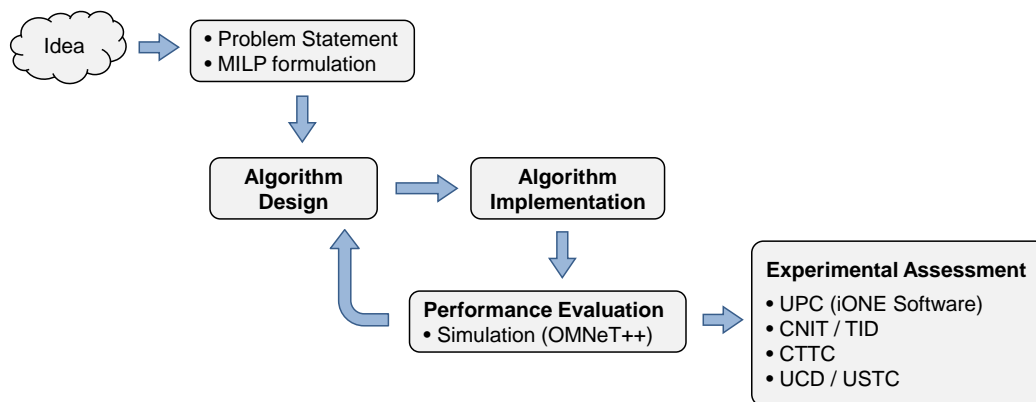 Idea
• Problem Statement
• MILP formulation
Algorithm
Design
Algorithm
Implementation
Performance Evaluation
• Simulation (OMNeT++)
Experimental Assessment
• UPC (iONE Software)
• CNIT / TID
• CTTC
• UCD / USTC